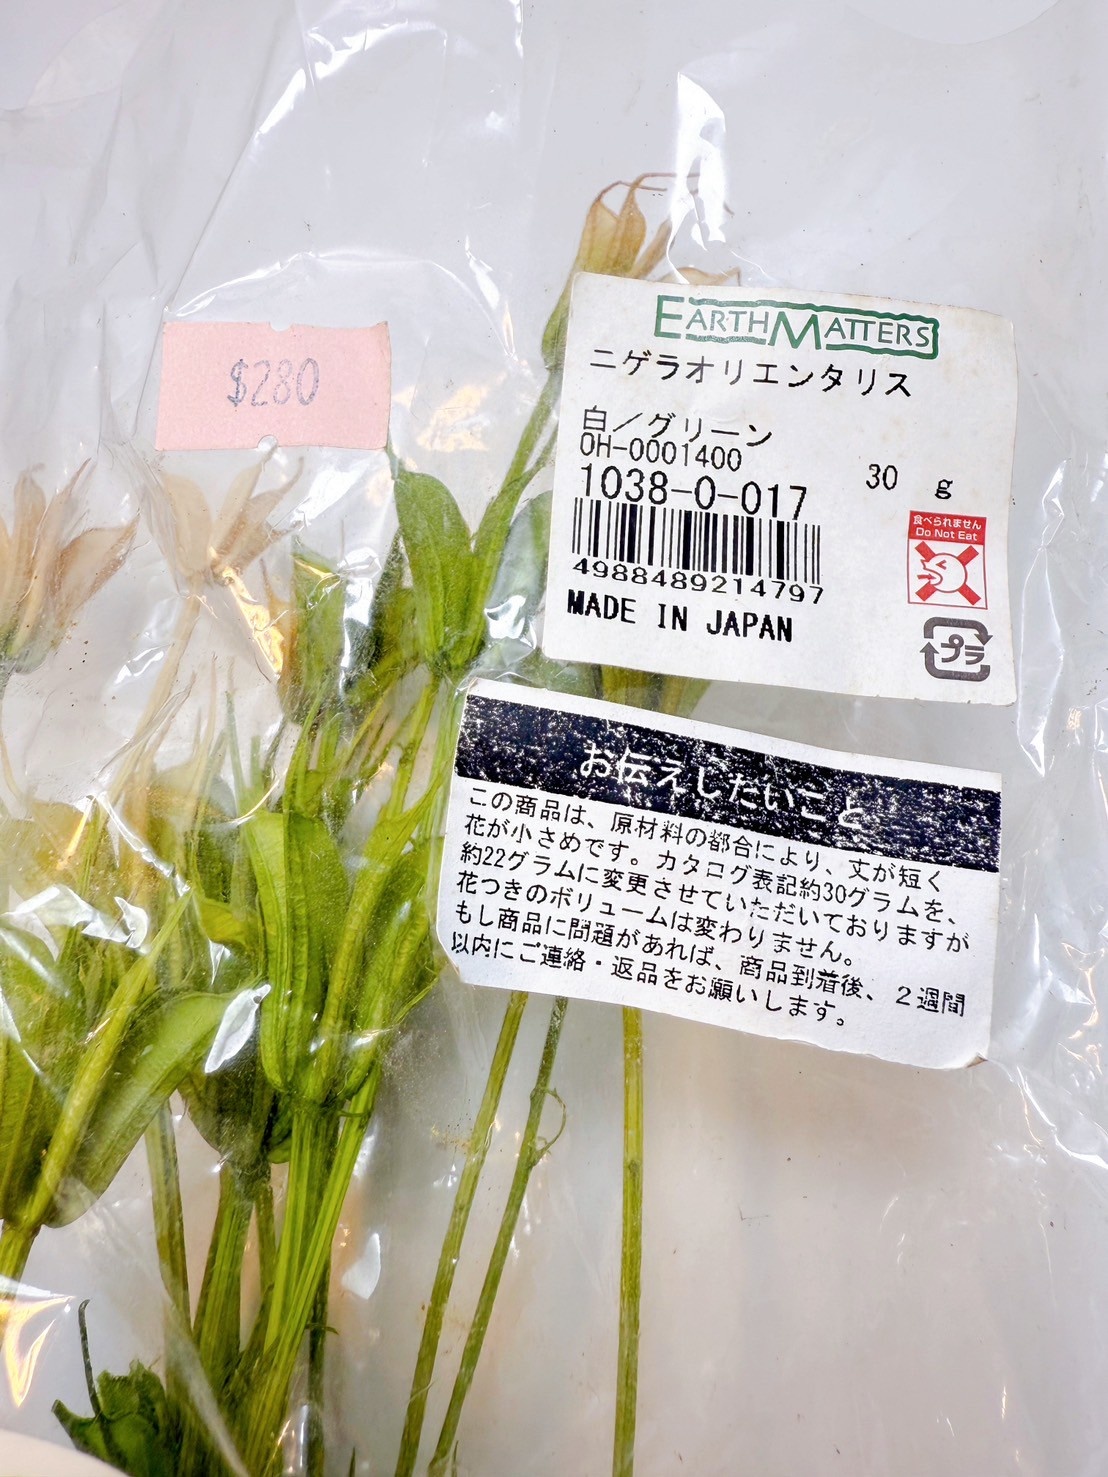 $280
EARTHMATTERS
ニゲラオリエンタリス
白/グリーン
OH-0001400
30 g
1038-0-017
食べられません
Do Not Eat
4988489214797
MADE IN JAPAN
プラ
お伝えしたいこと
この商品は、原材料の都合により、丈が短く
花が小さめです。カタログ表記約30グラムを、
約22グラムに変更させていただいておりますが
花つきのボリュームは変わりません。
もし商品に問題があれば、商品到着後、2週間
以内にご連絡・返品をお願いします。